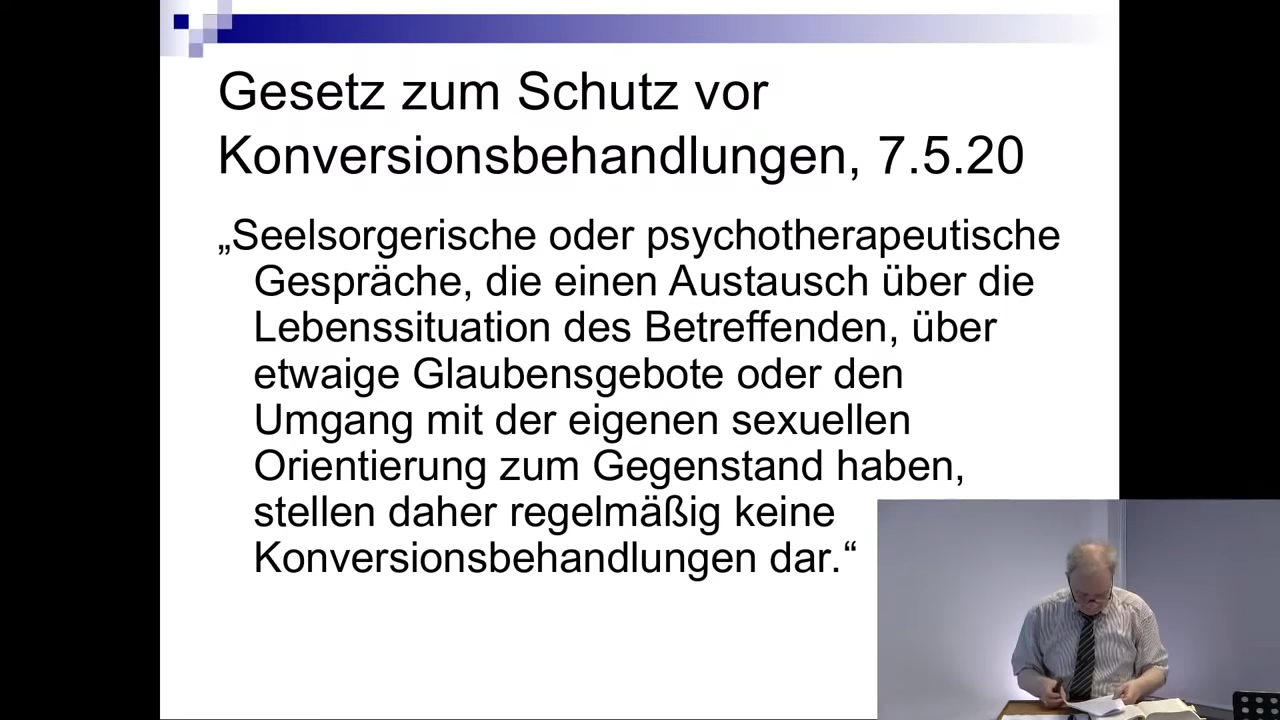 Gesetz zum Schutz vor
Konversionsbehandlungen, 7.5.20
„Seelsorgerische oder psychotherapeutische
Gespräche, die einen Austausch über die
Lebenssituation des Betreffenden, über
etwaige Glaubensgebote oder den
Umgang mit der eigenen sexuellen
Orientierung zum Gegenstand haben,
stellen daher regelmäßig keine
Konversionsbehandlungen dar.“